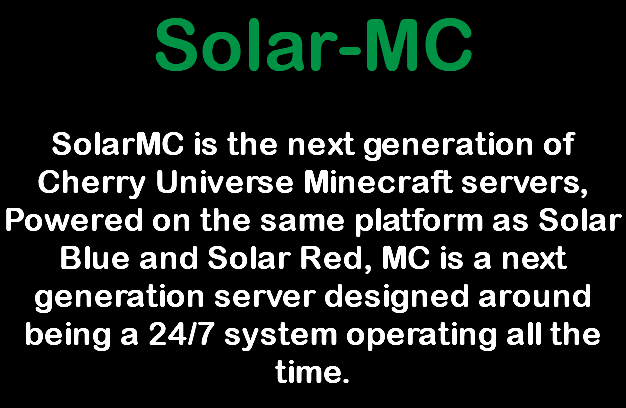 Solar-MC
SolarMC is the next generation of
Cherry Universe Minecraft servers,
Powered on the same platform as Solar
Blue and Solar Red, MC is a next
generation server designed around
being a 24/7 system operating all the
time.